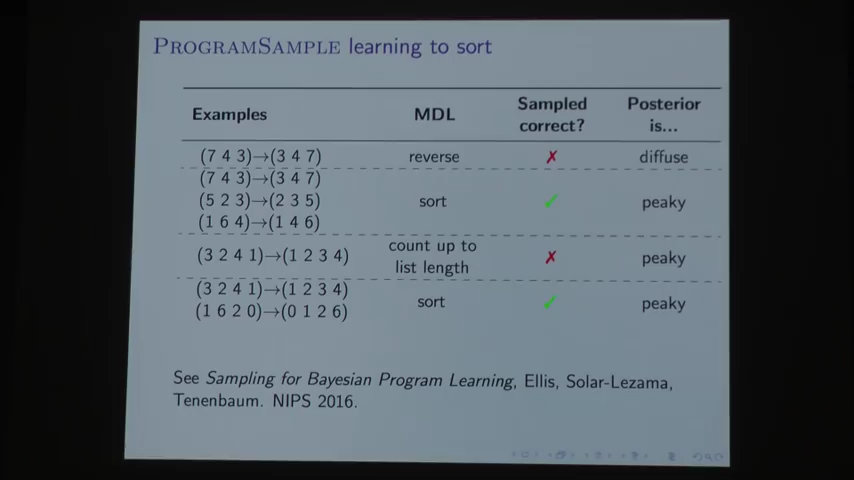 PROGRAMSAMPLE learning to sort
Examples MDL Sampled correct? Posterior is...
(7 4 3)→(3 4 7) reverse ✗ diffuse
(7 4 3)→(3 4 7)
(5 2 3)→(2 3 5) sort ✓ peaky
(1 6 4)→(1 4 6)
(3 2 4 1)→(1 2 3 4) count up to list length ✗ peaky
(3 2 4 1)→(1 2 3 4) sort ✓ peaky
(1 6 2 0)→(0 1 2 6)
See Sampling for Bayesian Program Learning, Ellis, Solar-Lezama,
Tenenbaum. NIPS 2016.